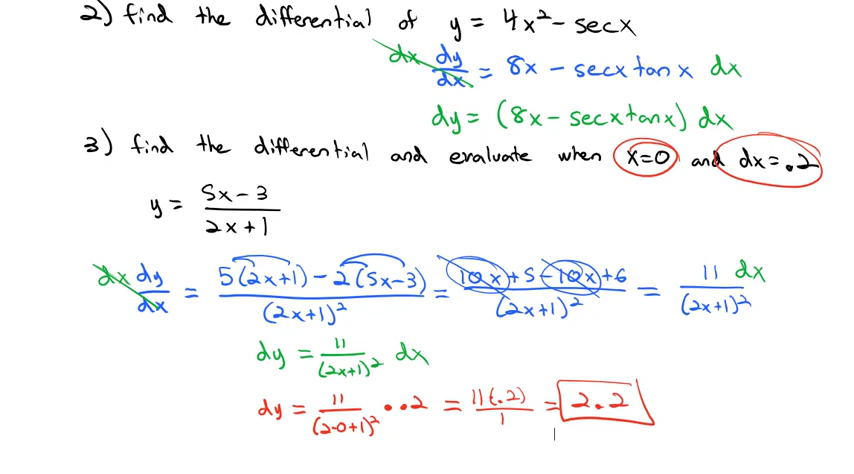 2) find the differential of y = 4x² - secx
dx dy/dx = 8x - secx tanx dx
dy = (8x - secx tanx) dx
3) find the differential and evaluate when x=0 and dx=.2
y = (5x-3)/(2x+1)
dx dy/dx = (5(2x+1) - 2(5x-3))/(2x+1)² = (10x+5-10x+6)/(2x+1)² = 11/(2x+1)² dx
dy = 11/(2x+1)² dx
dy = 11/(2·0+1)² · .2 = 11(.2)/1 = 2.2